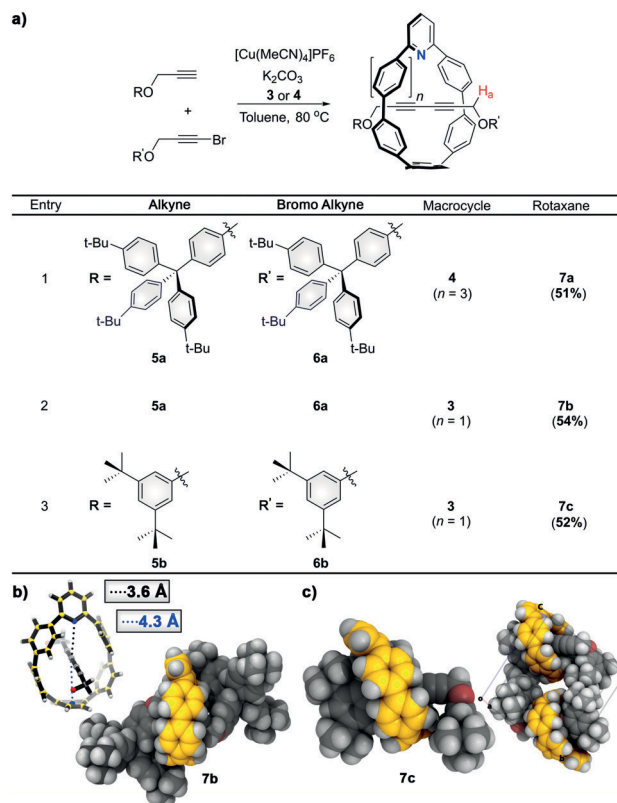 a)
[Cu(MeCN)4]PF6
K2CO3
3 or 4
Toluene, 80 °C
RO
+
R'O
Br
N
[ ]n
Ha
RO
OR'
Entry Alkyne Bromo Alkyne Macrocycle Rotaxane
1
R =
t-Bu
t-Bu
t-Bu
5a
R' =
t-Bu
t-Bu
t-Bu
6a
4
(n = 3)
7a
(51%)
2
5a
6a
3
(n = 1)
7b
(54%)
3
R =
5b
R' =
6b
3
(n = 1)
7c
(52%)
b)
·····3.6 Å
·····4.3 Å
7b
c)
7c
c
o
b